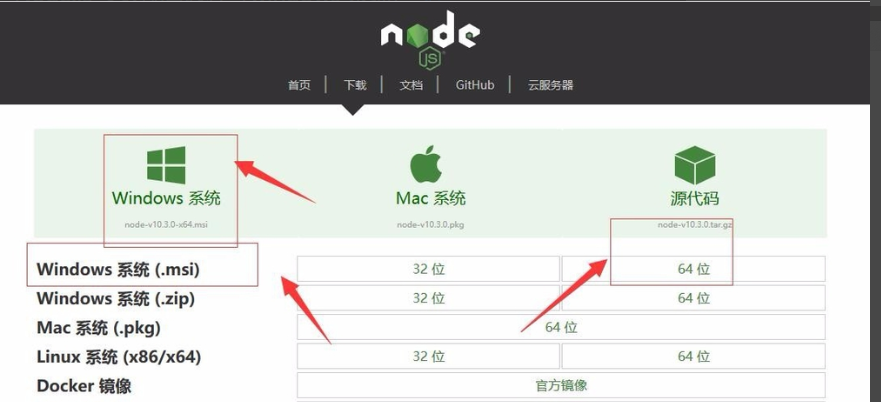 node
JS
首页 下载 文档 GitHub 云服务器
Windows 系统 Mac 系统 源代码
node-v10.3.0-x64.msi node-v10.3.0.pkg node-v10.3.0.tar.gz
Windows 系统 (.msi) 32 位 64 位
Windows 系统 (.zip) 32 位 64 位
Mac 系统 (.pkg) 64 位
Linux 系统 (x86/x64) 32 位 64 位
Docker 镜像 官方镜像